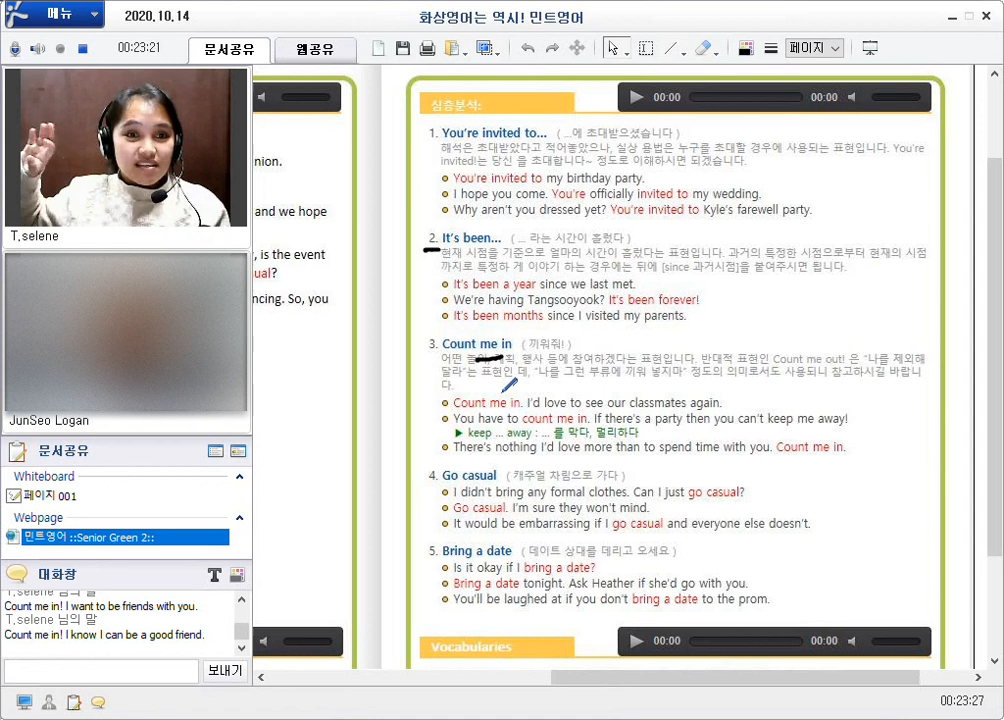 메뉴
2020.10.14
화상영어는 역시! 민트영어
00:23:21
문서공유
웹공유
페이지
T,selene
JunSeo Logan
문서공유
Whiteboard
페이지 001
Webpage
민트영어 ::Senior Green 2::
대화창
Count me in! I want to be friends with you.
T,selene 님의 말
Count me in! I know I can be a good friend.
보내기
nion.
and we hope
, is the event
ual?
ncing. So, you
심층분석:
00:00
00:00
1. You're invited to... ( ...에 초대받으셨습니다 )
해석은 초대받았다고 적어놓았으나, 실상 용법은 누구를 초대할 경우에 사용되는 표현입니다. You're
invited!는 당신 을 초대합니다~ 정도로 이해하시면 되겠습니다.
You're invited to my birthday party.
I hope you come. You're officially invited to my wedding.
Why aren't you dressed yet? You're invited to Kyle's farewell party.
2. It's been... ( ... 라는 시간이 흘렀다 )
현재 시점을 기준으로 얼마의 시간이 흘렀다는 표현입니다. 과거의 특정한 시점으로부터 현재의 시점
까지로 특정하 게 이야기 하는 경우에는 뒤에 [since 과거시점]을 붙여주시면 됩니다.
It's been a year since we last met.
We're having Tangsooyook? It's been forever!
It's been months since I visited my parents.
3. Count me in ( 끼워줘! )
어떤 획, 행사 등에 참여하겠다는 표현입니다. 반대적 표현인 Count me out! 은 "나를 제외해
달라"는 표현인 데, "나를 그런 부류에 끼워 넣지마" 정도의 의미로서도 사용되니 참고하시길 바랍니
다.
Count me in. I'd love to see our classmates again.
You have to count me in. If there's a party then you can't keep me away!
▶ keep ... away : ... 를 막다, 멀리하다
There's nothing I'd love more than to spend time with you. Count me in.
4. Go casual ( 캐주얼 차림으로 가다 )
I didn't bring any formal clothes. Can I just go casual?
Go casual. I'm sure they won't mind.
It would be embarrassing if I go casual and everyone else doesn't.
5. Bring a date ( 데이트 상대를 데리고 오세요 )
Is it okay if I bring a date?
Bring a date tonight. Ask Heather if she'd go with you.
You'll be laughed at if you don't bring a date to the prom.
Vocabularies
00:00
00:00
00:23:27